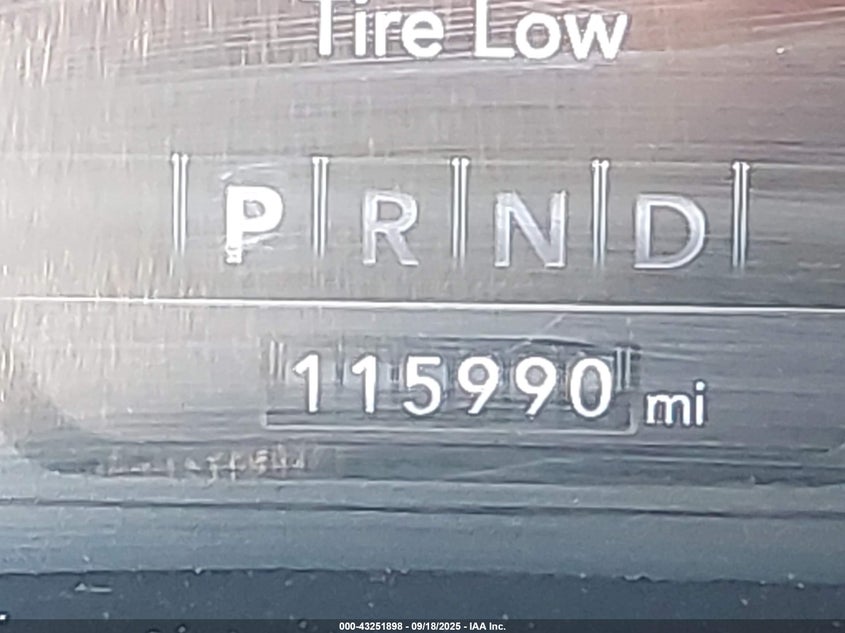 Tire Low
P R N D
115990 mi
000-43251898 - 09/18/2025 - IAA Inc.